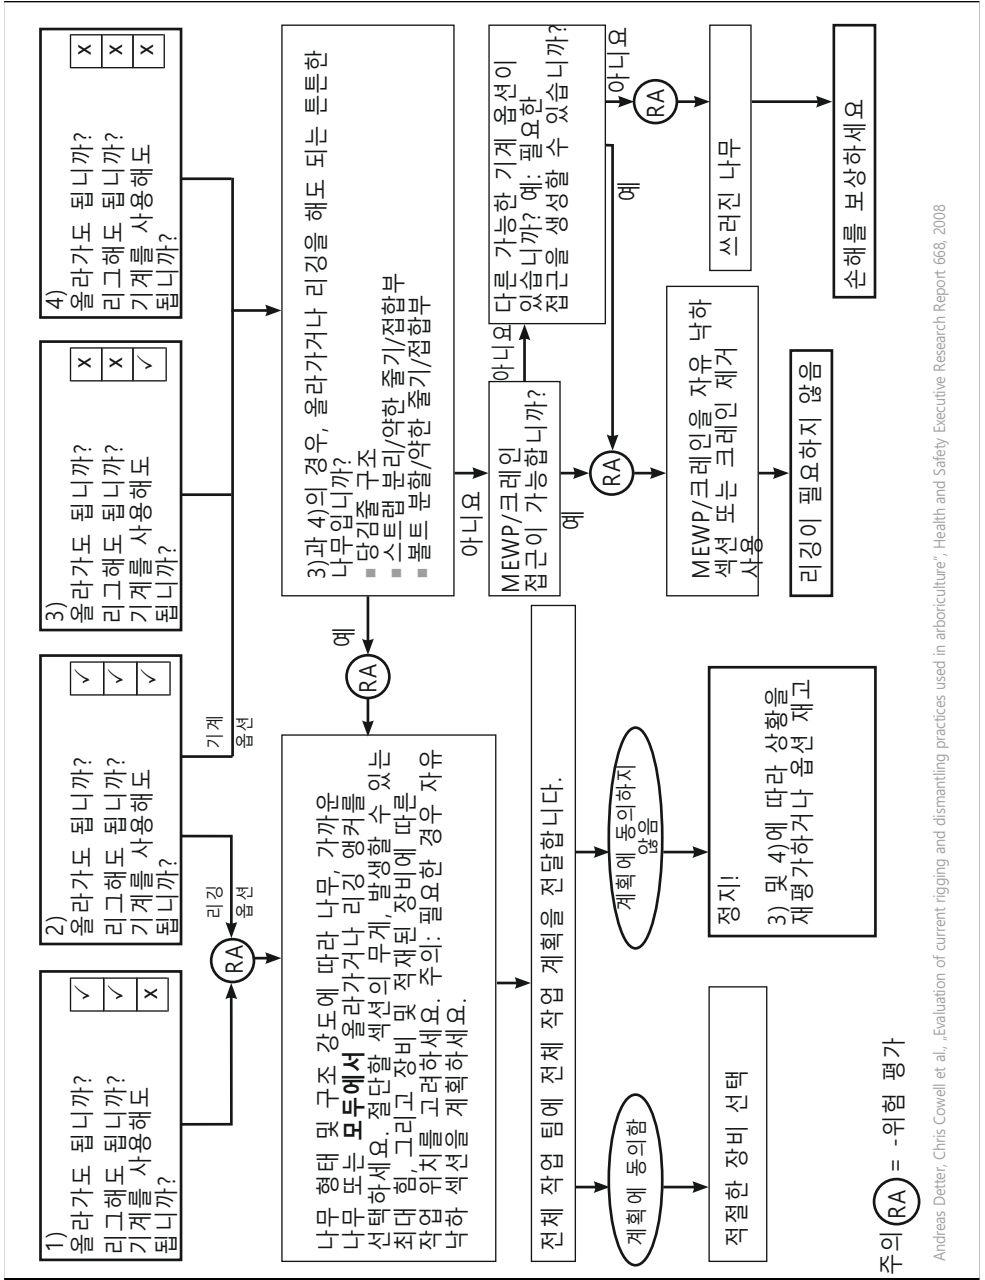 1)
올라가도 됩니까?
리그해도 됩니까?
기계를 사용해도
됩니까?
✓
✓
x
2)
올라가도 됩니까?
리그해도 됩니까?
기계를 사용해도
됩니까?
✓
✓
✓
3)
올라가도 됩니까?
리그해도 됩니까?
기계를 사용해도
됩니까?
x
x
✓
4)
올라가도 됩니까?
리그해도 됩니까?
기계를 사용해도
됩니까?
x
x
x
리깅
옵션
기계
옵션
RA
나무 형태 및 구조 강도에 따라 나무, 가까운
나무 또는 모두에서 올라가거나 리깅 앵커를
선택하세요. 절단할 섹션의 무게, 발생할 수 있는
최대 힘, 그리고 장비 및 적재된 장비에 따른
작업 위치를 고려하세요. 주의: 필요한 경우 자유
낙하 섹션을 계획하세요.
예
RA
3)과 4)의 경우, 올라가거나 리깅을 해도 되는 튼튼한
나무입니까?
■ 당김줄 구조
■ 스트랩 분리/약한 줄기/접합부
■ 볼트 분할/약한 줄기/접합부
아니요
MEWP/크레인
접근이 가능합니까?
아니요
다른 가능한 기계 옵션이
있습니까? 예: 필요한
접근을 생성할 수 있습니까?
아니요
예
RA
예
RA
전체 작업 팀에 전체 작업 계획을 전달합니다.
계획에 동의함
계획에 동의하지
않음
MEWP/크레인을 자유 낙하
섹션 또는 크레인 제거
사용
쓰러진 나무
적절한 장비 선택
정지!
3) 및 4)에 따라 상황을
재평가하거나 옵션 재고
리깅이 필요하지 않음
손해를 보상하세요
주의 RA = -위험 평가
Andreas Detter, Chris Cowell et al., „Evaluation of current rigging and dismantling practices used in arboriculture“, Health and Safety Executive Research Report 668, 2008